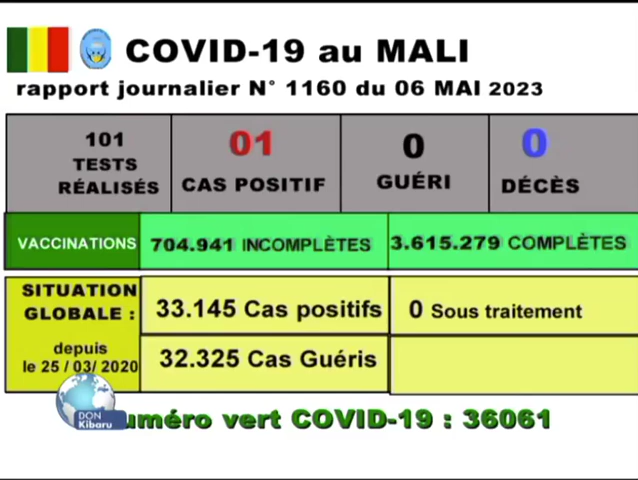 COVID-19 au MALI
rapport journalier N° 1160 du 06 MAI 2023
101
TESTS
RÉALISÉS
01
CAS POSITIF
0
GUÉRI
0
DÉCÈS
VACCINATIONS
704.941 INCOMPLÈTES
3.615.279 COMPLÈTES
SITUATION
GLOBALE :
depuis
le 25 / 03/ 2020
33.145 Cas positifs
0 Sous traitement
32.325 Cas Guéris
uméro vert COVID-19 : 36061
DON
Kibaru